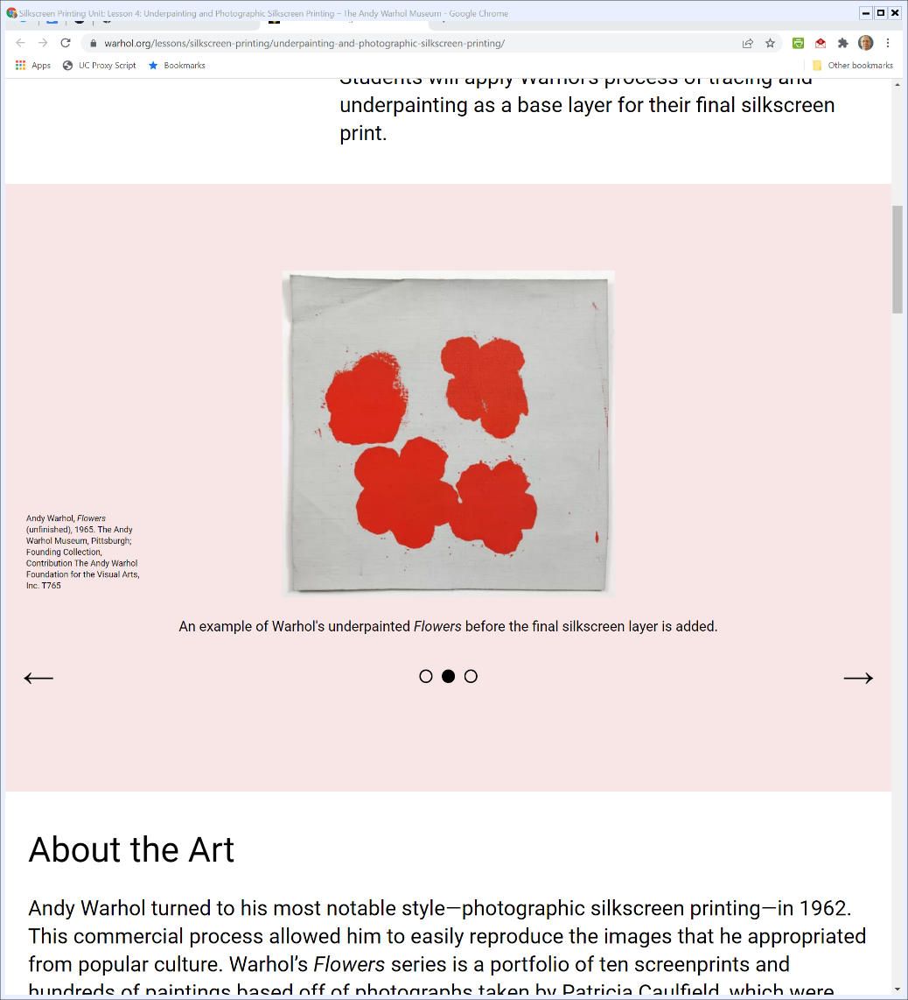 Silkscreen Printing Unit: Lesson 4: Underpainting and Photographic Silkscreen Printing – The Andy Warhol Museum - Google Chrome
warhol.org/lessons/silkscreen-printing/underpainting-and-photographic-silkscreen-printing/
Apps UC Proxy Script Bookmarks Other bookmarks
Students will apply Warhol's process of tracing and
underpainting as a base layer for their final silkscreen
print.
Andy Warhol, Flowers
(unfinished), 1965. The Andy
Warhol Museum, Pittsburgh;
Founding Collection,
Contribution The Andy Warhol
Foundation for the Visual Arts,
Inc. T765
An example of Warhol's underpainted Flowers before the final silkscreen layer is added.
About the Art
Andy Warhol turned to his most notable style—photographic silkscreen printing—in 1962.
This commercial process allowed him to easily reproduce the images that he appropriated
from popular culture. Warhol’s Flowers series is a portfolio of ten screenprints and
hundreds of paintings based off of photographs taken by Patricia Caulfield, which were